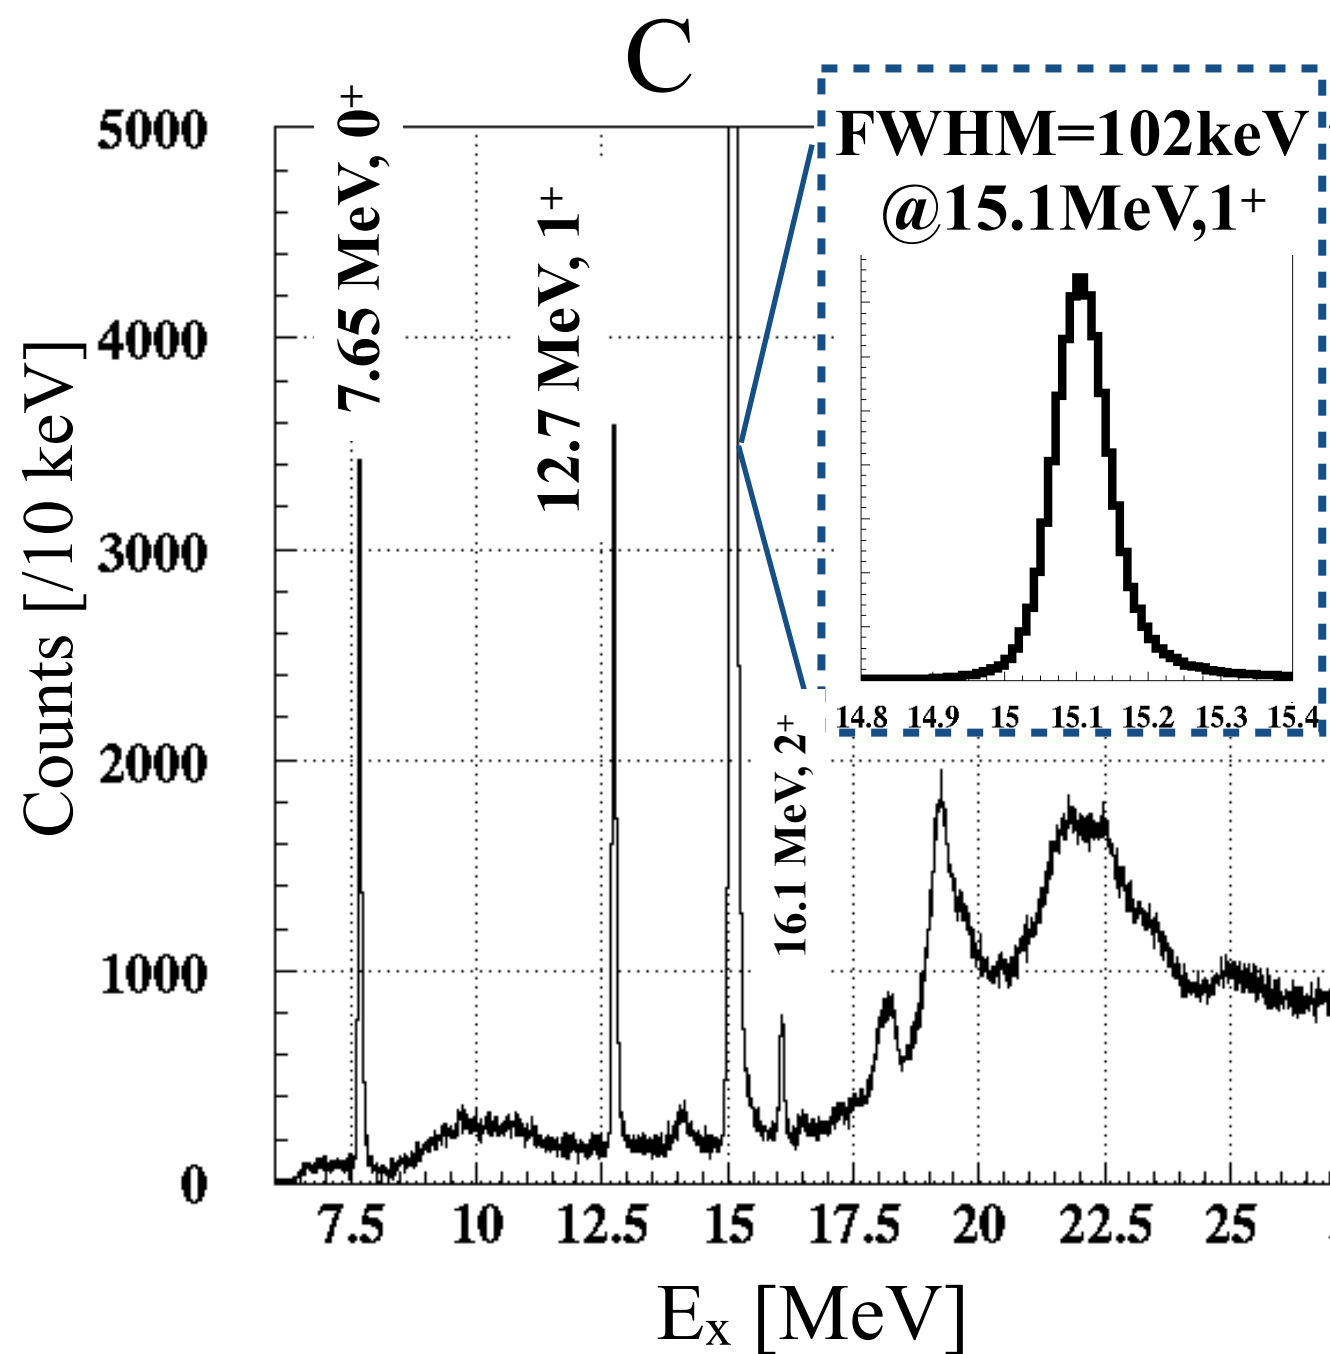 C
5000
4000
3000
2000
1000
0
Counts [/10 keV]
7.65 MeV, 0⁺
12.7 MeV, 1⁺
16.1 MeV, 2⁺
FWHM=102keV
@15.1MeV,1⁺
14.8 14.9 15 15.1 15.2 15.3 15.4
7.5 10 12.5 15 17.5 20 22.5 25
Eₓ [MeV]